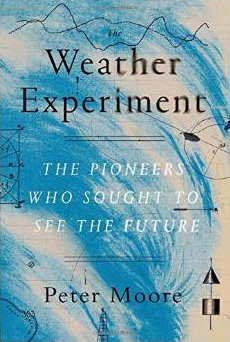 The
Weather
Experiment
THE PIONEERS
WHO SOUGHT TO
SEE THE FUTURE
Peter Moore